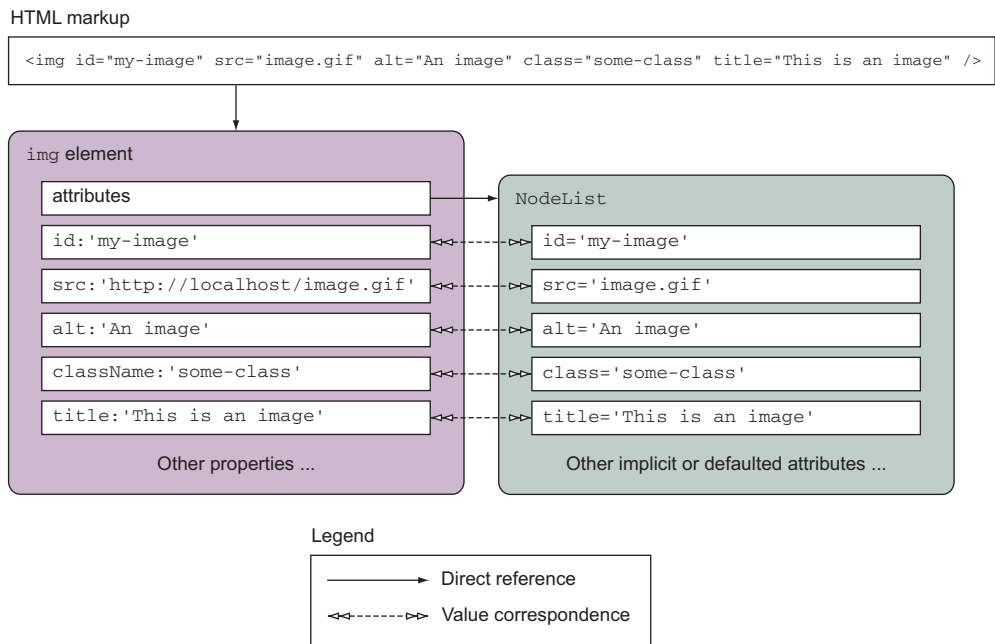 HTML markup
<img id="my-image" src="image.gif" alt="An image" class="some-class" title="This is an image" />
img element
attributes
id:'my-image'
src:'http://localhost/image.gif'
alt:'An image'
className:'some-class'
title:'This is an image'
Other properties ...
NodeList
id='my-image'
src='image.gif'
alt='An image'
class='some-class'
title='This is an image'
Other implicit or defaulted attributes ...
Legend
Direct reference
Value correspondence